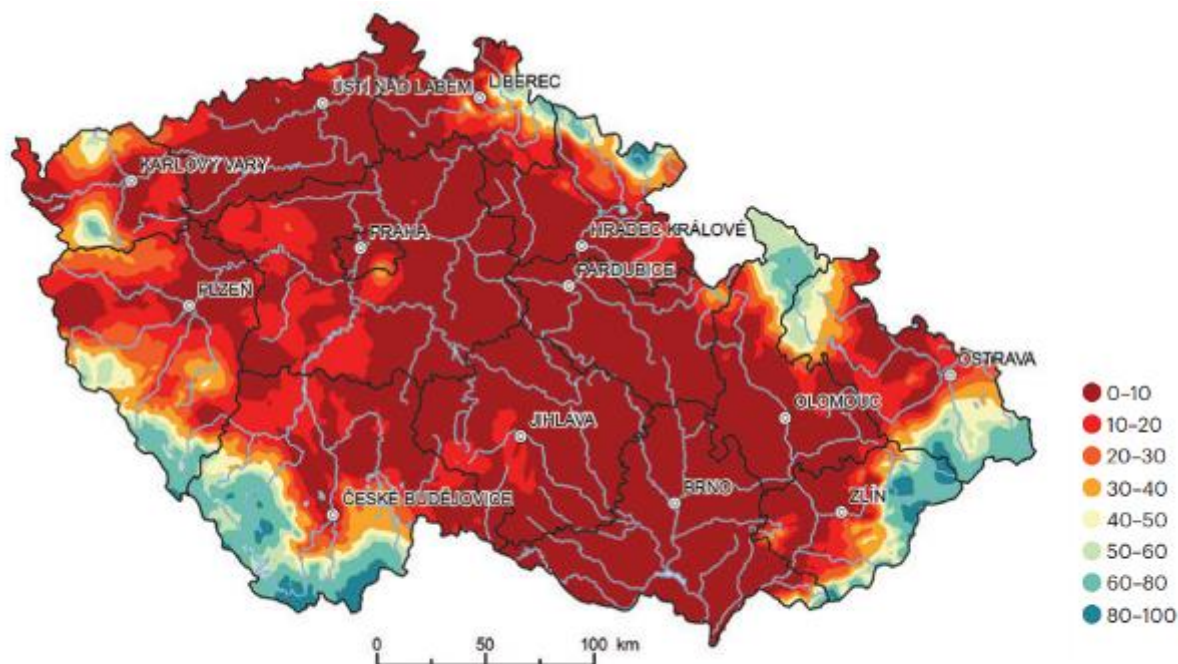 ÚSTÍ NAD LABEM
LIBEREC
KARLOVY VARY
PRAHA
HRADEC KRÁLOVÉ
PARDUBICE
PLZEŇ
OSTRAVA
OLOMOUC
JIHLAVA
BRNO
ZLÍN
ČESKÉ BUDĚJOVICE
0–10
10–20
20–30
30–40
40–50
50–60
60–80
80–100
0 50 100 km